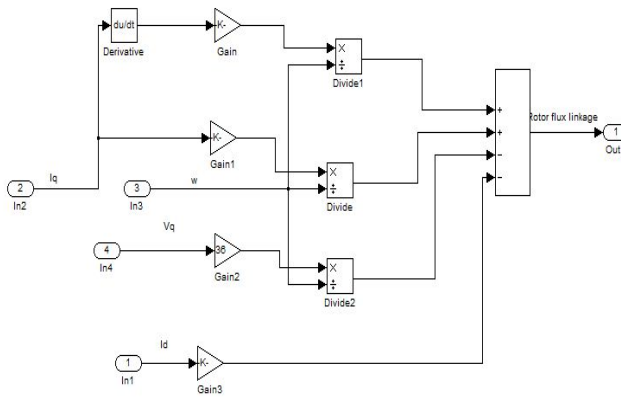 du/dt
Derivative
K-
Gain
×
÷
Divide1
K-
Gain1
2
In2
Iq
3
In3
w
×
÷
Divide
Vq
4
In4
36
Gain2
×
÷
Divide2
Id
1
In1
K-
Gain3
+
+
−
−
Rotor flux linkage
1
Out